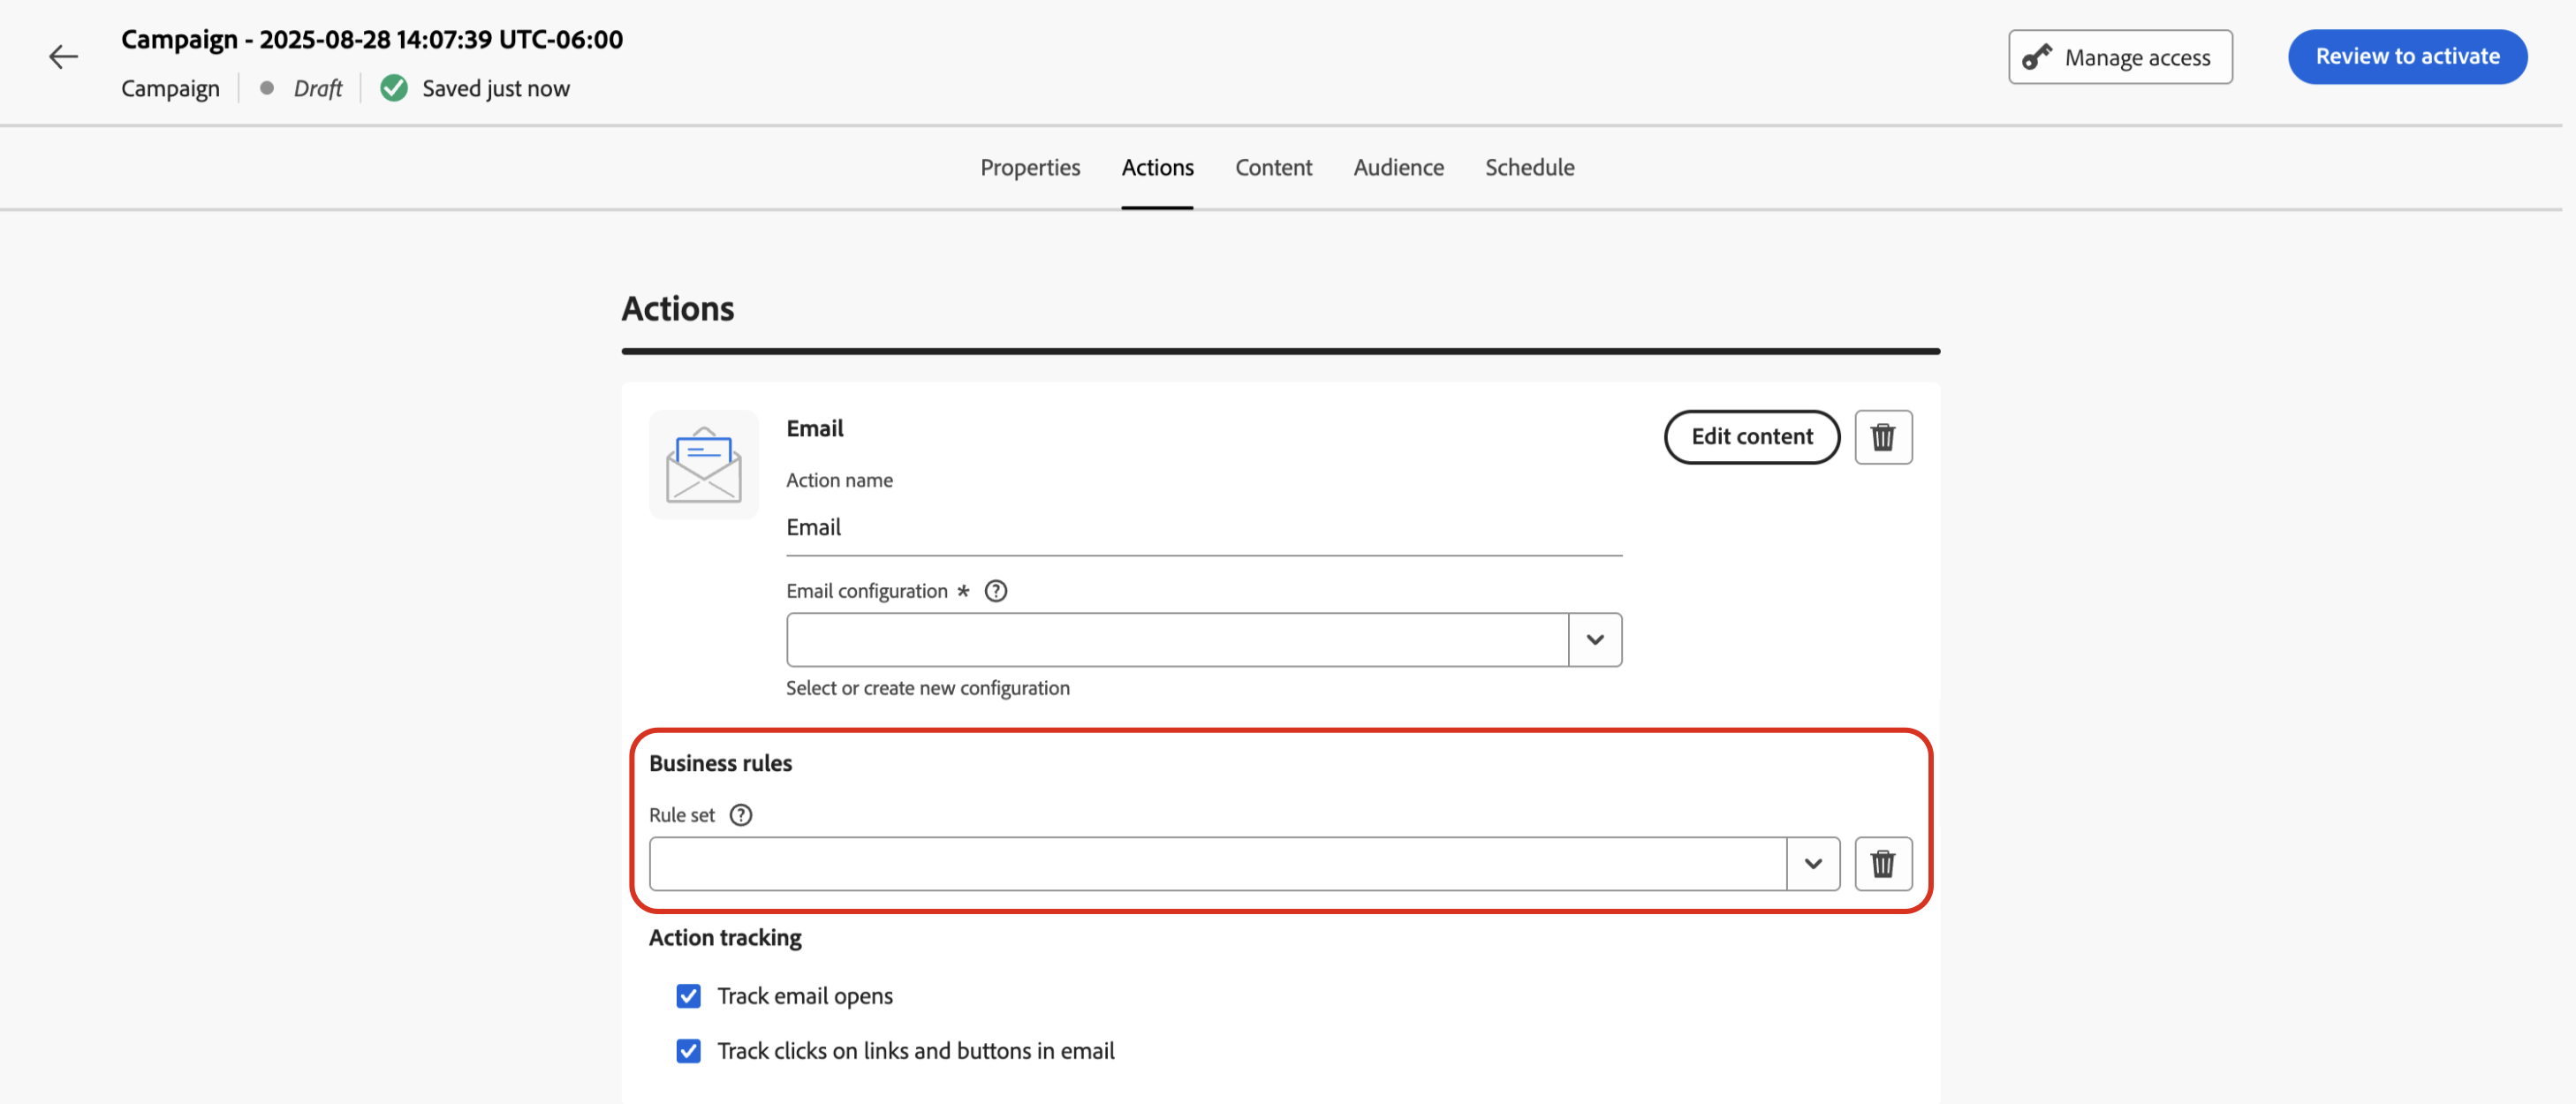 Campaign - 2025-08-28 14:07:39 UTC-06:00
Campaign Draft Saved just now
Manage access
Review to activate
Properties Actions Content Audience Schedule
Actions
Email
Edit content
Action name
Email
Email configuration *
Select or create new configuration
Business rules
Rule set
Action tracking
Track email opens
Track clicks on links and buttons in email